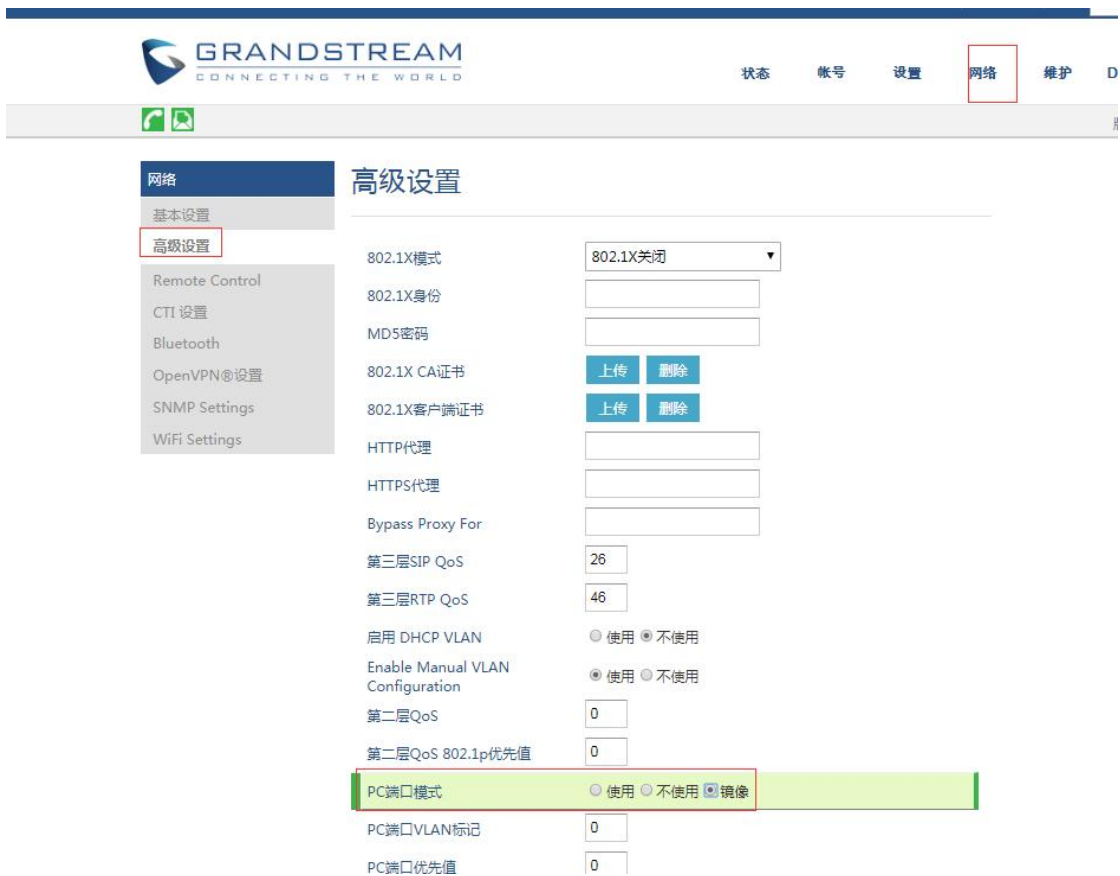 GRANDSTREAM
CONNECTING THE WORLD
状态 帐号 设置 网络 维护 D
网络
基本设置
高级设置
Remote Control
CTI 设置
Bluetooth
OpenVPN®设置
SNMP Settings
WiFi Settings
高级设置
802.1X模式 802.1X关闭
802.1X身份
MD5密码
802.1X CA证书 上传 删除
802.1X客户端证书 上传 删除
HTTP代理
HTTPS代理
Bypass Proxy For
第三层SIP QoS 26
第三层RTP QoS 46
启用 DHCP VLAN 使用 不使用
Enable Manual VLAN
Configuration 使用 不使用
第二层QoS 0
第二层QoS 802.1p优先值 0
PC端口模式 使用 不使用 镜像
PC端口VLAN标记 0
PC端口优先值 0